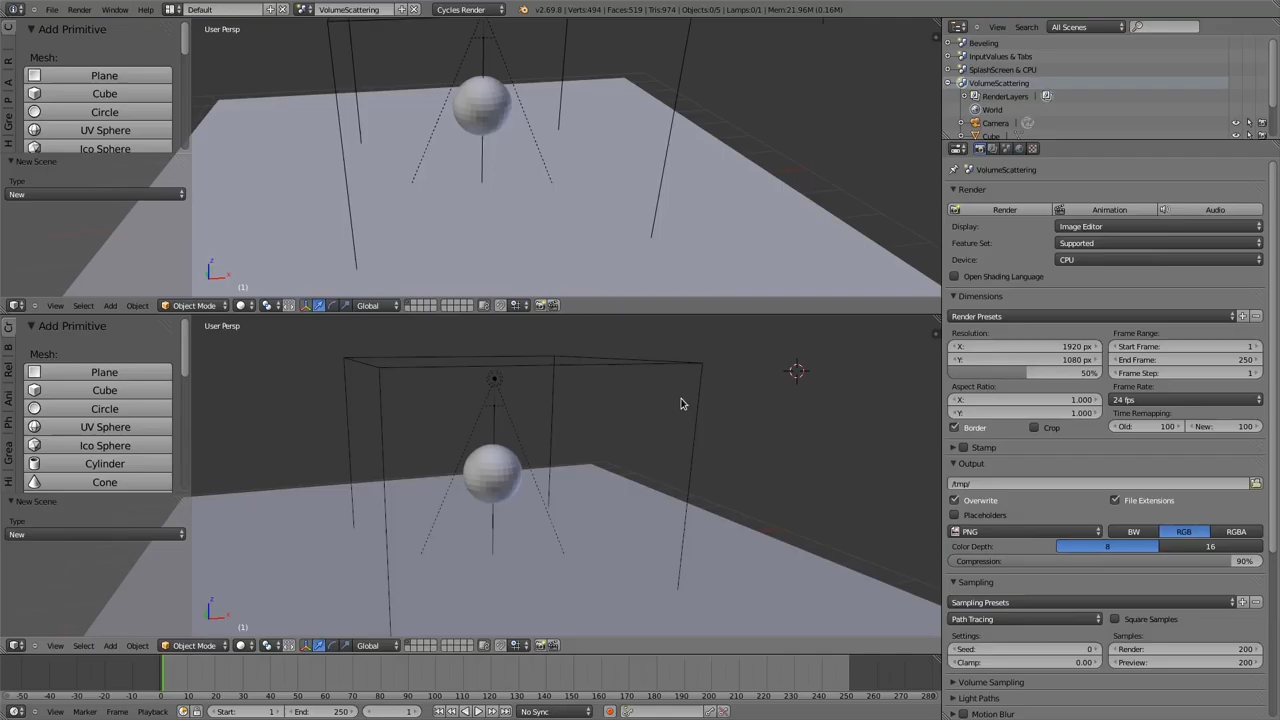 File
Render
Window
Help
Default
VolumeScattering
Cycles Render
v2.69.8 | Verts:494 | Faces:519 | Tris:974 | Objects:0/5 | Lamps:0/1 | Mem:21.96M (0.16M)
Add Primitive
Mesh:
Plane
Cube
Circle
UV Sphere
Ico Sphere
New Scene
Type
New
C
R
A
P
Gre
H
User Persp
z
x
(1)
View
Select
Add
Object
Object Mode
Global
Add Primitive
Mesh:
Plane
Cube
Circle
UV Sphere
Ico Sphere
Cylinder
Cone
New Scene
Type
New
Cr
B
Rel
Ani
Ph
Grea
Hi
User Persp
z
x
(1)
View
Select
Add
Object
Object Mode
Global
-50
-40
-30
-20
-10
0
10
20
30
40
50
60
70
80
90
100
110
120
130
140
150
160
170
180
190
200
210
220
230
240
250
260
270
280
View
Marker
Frame
Playback
Start: 1
End: 250
1
No Sync
View
Search
All Scenes
Beveling
InputValues & Tabs
SplashScreen & CPU
VolumeScattering
RenderLayers
World
Camera
Cube
VolumeScattering
Render
Render
Animation
Audio
Display:
Image Editor
Feature Set:
Supported
Device:
CPU
Open Shading Language
Dimensions
Render Presets
Resolution:
Frame Range:
X: 1920 px
Start Frame: 1
Y: 1080 px
End Frame: 250
50%
Frame Step: 1
Aspect Ratio:
Frame Rate:
X: 1.000
24 fps
Y: 1.000
Time Remapping:
Border
Crop
Old: 100
New: 100
Stamp
Output
/tmp/
Overwrite
File Extensions
Placeholders
PNG
BW
RGB
RGBA
Color Depth:
8
16
Compression:
90%
Sampling
Sampling Presets
Path Tracing
Square Samples
Settings:
Samples:
Seed: 0
Render: 200
Clamp: 0.00
Preview: 200
Volume Sampling
Light Paths
Motion Blur